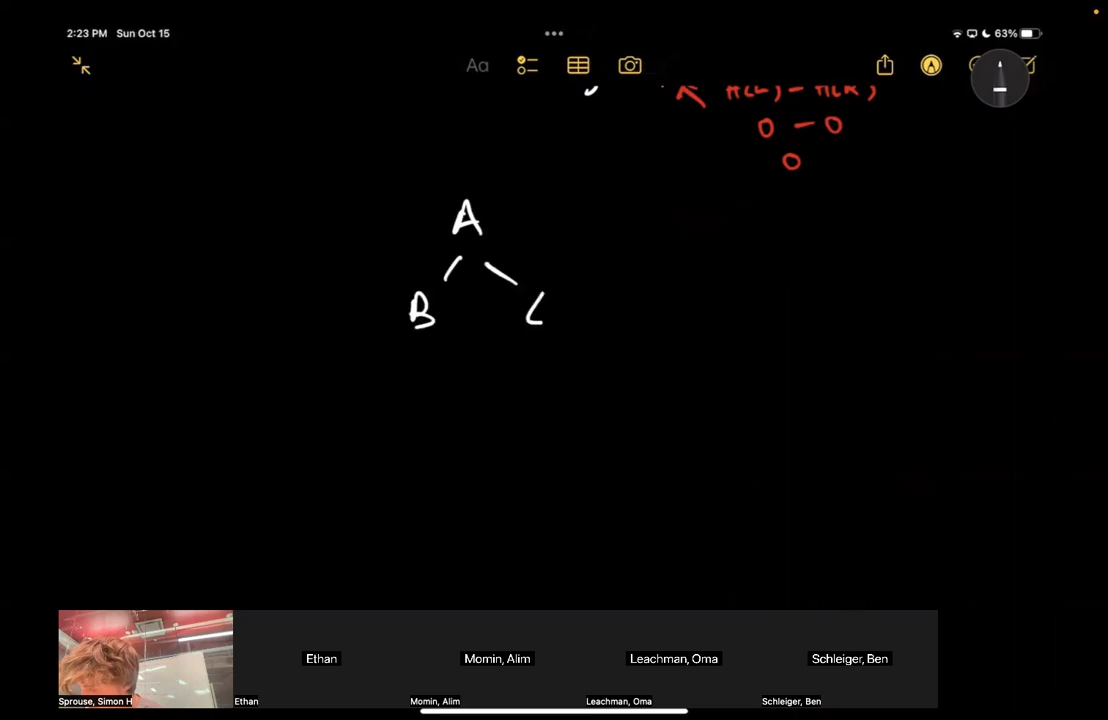 2:23 PM Sun Oct 15
63%
Aa
H(L) - H(R)
0 - 0
0
A
B C
Ethan
Momin, Alim
Leachman, Oma
Schleiger, Ben
Sprouse, Simon H
Ethan
Momin, Alim
Leachman, Oma
Schleiger, Ben